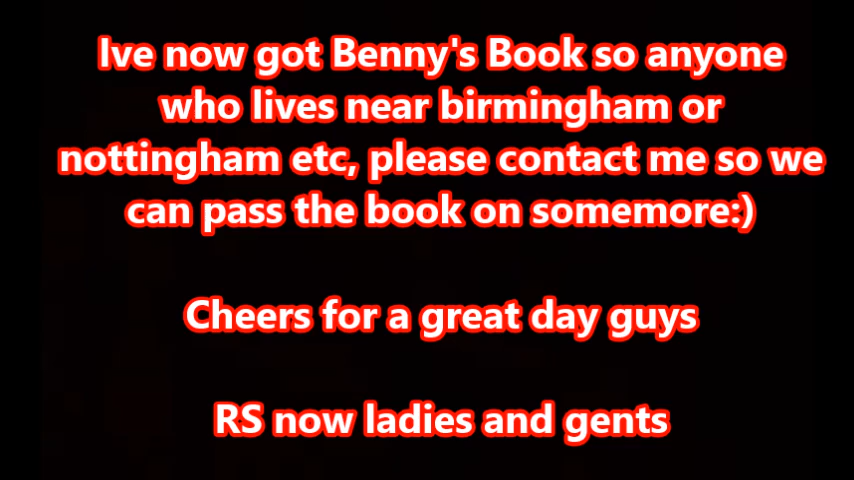 Ive now got Benny's Book so anyone
who lives near birmingham or
nottingham etc, please contact me so we
can pass the book on somemore:)
Cheers for a great day guys
RS now ladies and gents